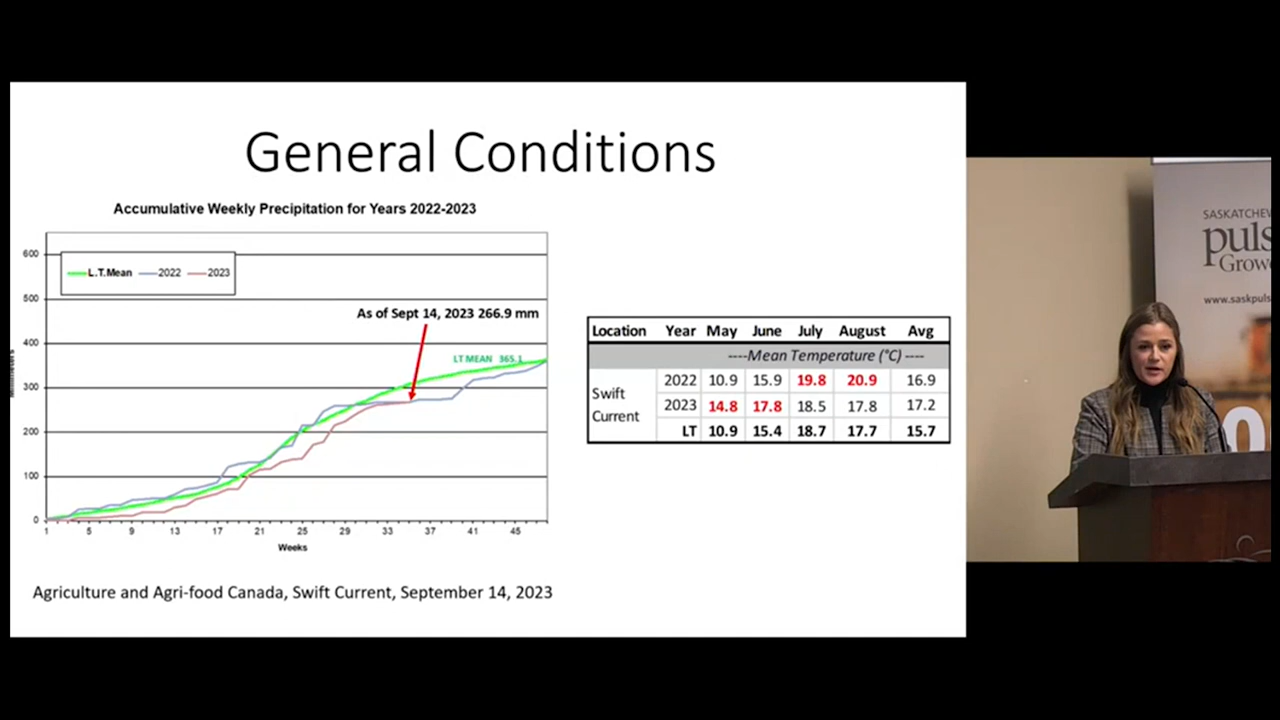 General Conditions
Accumulative Weekly Precipitation for Years 2022-2023
600
500
400
300
200
100
0
L.T.Mean 2022 2023
As of Sept 14, 2023 266.9 mm
LT MEAN 365.1
1 5 9 13 17 21 25 29 33 37 41 45
Weeks
Agriculture and Agri-food Canada, Swift Current, September 14, 2023
Location Year May June July August Avg
----Mean Temperature (°C) ----
Swift Current
2022 10.9 15.9 19.8 20.9 16.9
2023 14.8 17.8 18.5 17.8 17.2
LT 10.9 15.4 18.7 17.7 15.7
SASKATCHEW
puls
Growe
www.saskpuls